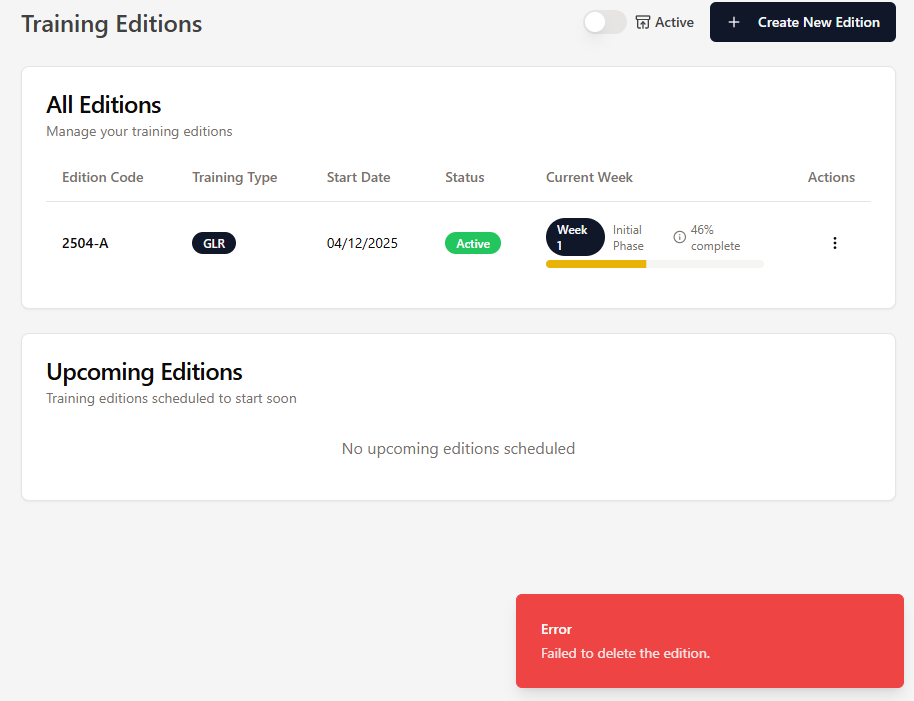 Training Editions
Active
Create New Edition
All Editions
Manage your training editions
Edition Code Training Type Start Date Status Current Week Actions
2504-A GLR 04/12/2025 Active
Week 1
Initial Phase
46% complete
Upcoming Editions
Training editions scheduled to start soon
No upcoming editions scheduled
Error
Failed to delete the edition.